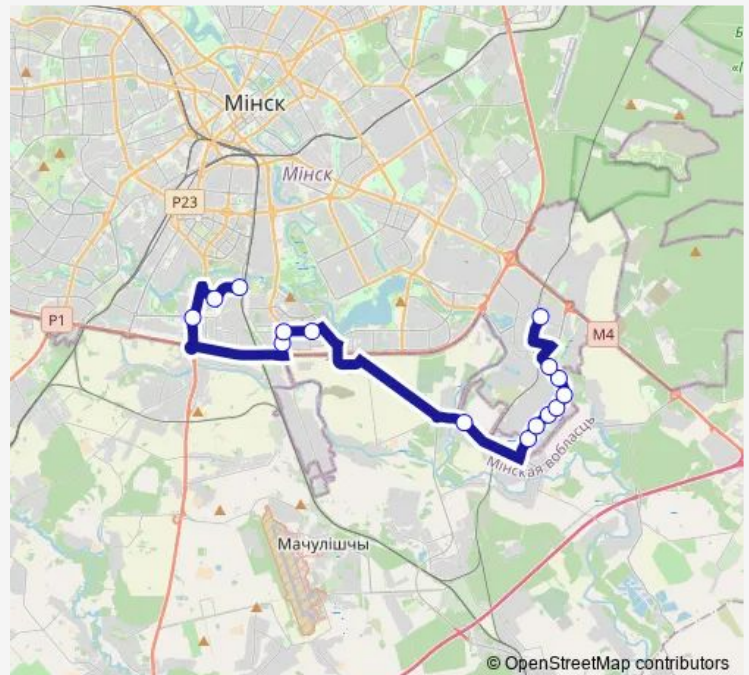 Мінск
Мінск
P23
P1
M4
Мінская вобласць
Мачулішчы
© OpenStreetMap contributors